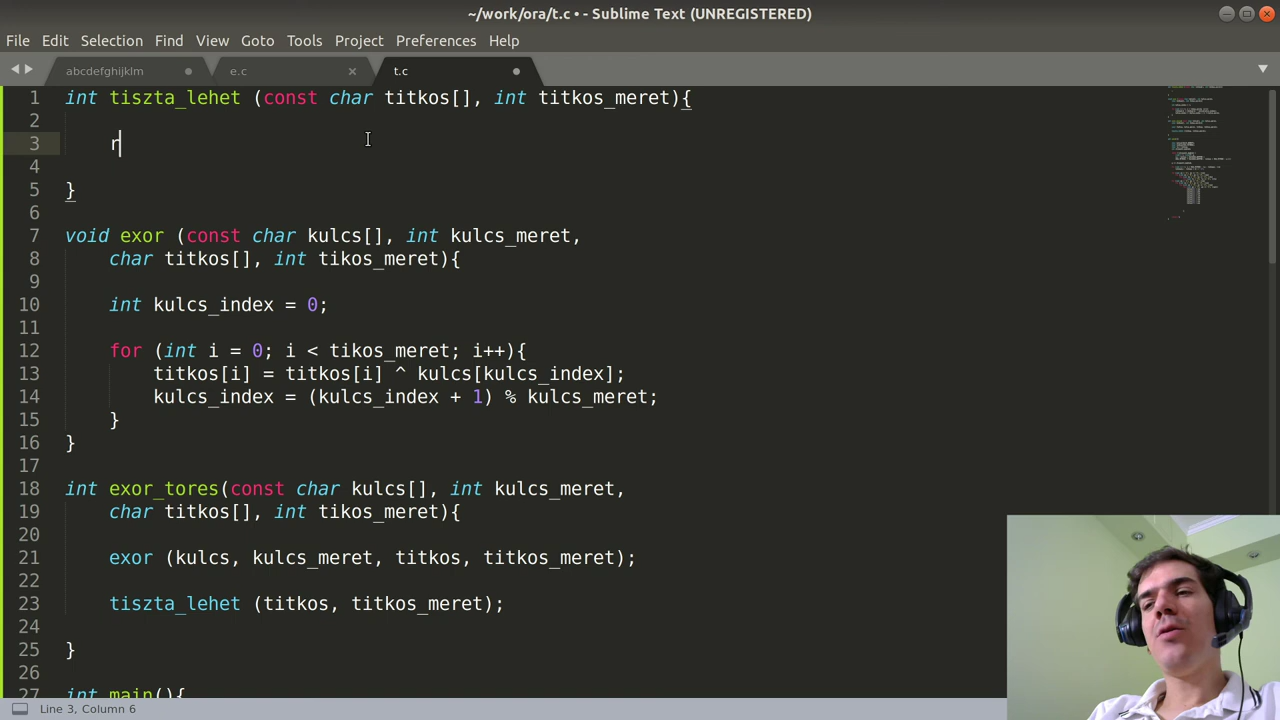 ~/work/ora/t.c • - Sublime Text (UNREGISTERED)
File Edit Selection Find View Goto Tools Project Preferences Help
abcdefghijklm e.c t.c
1 int tiszta_lehet (const char titkos[], int titkos_meret){
2
3 r
4
5 }
6
7 void exor (const char kulcs[], int kulcs_meret,
8 char titkos[], int tikos_meret){
9
10 int kulcs_index = 0;
11
12 for (int i = 0; i < tikos_meret; i++){
13 titkos[i] = titkos[i] ^ kulcs[kulcs_index];
14 kulcs_index = (kulcs_index + 1) % kulcs_meret;
15 }
16 }
17
18 int exor_tores(const char kulcs[], int kulcs_meret,
19 char titkos[], int tikos_meret){
20
21 exor (kulcs, kulcs_meret, titkos, titkos_meret);
22
23 tiszta_lehet (titkos, titkos_meret);
24
25 }
26
27 int main(){
Line 3, Column 6